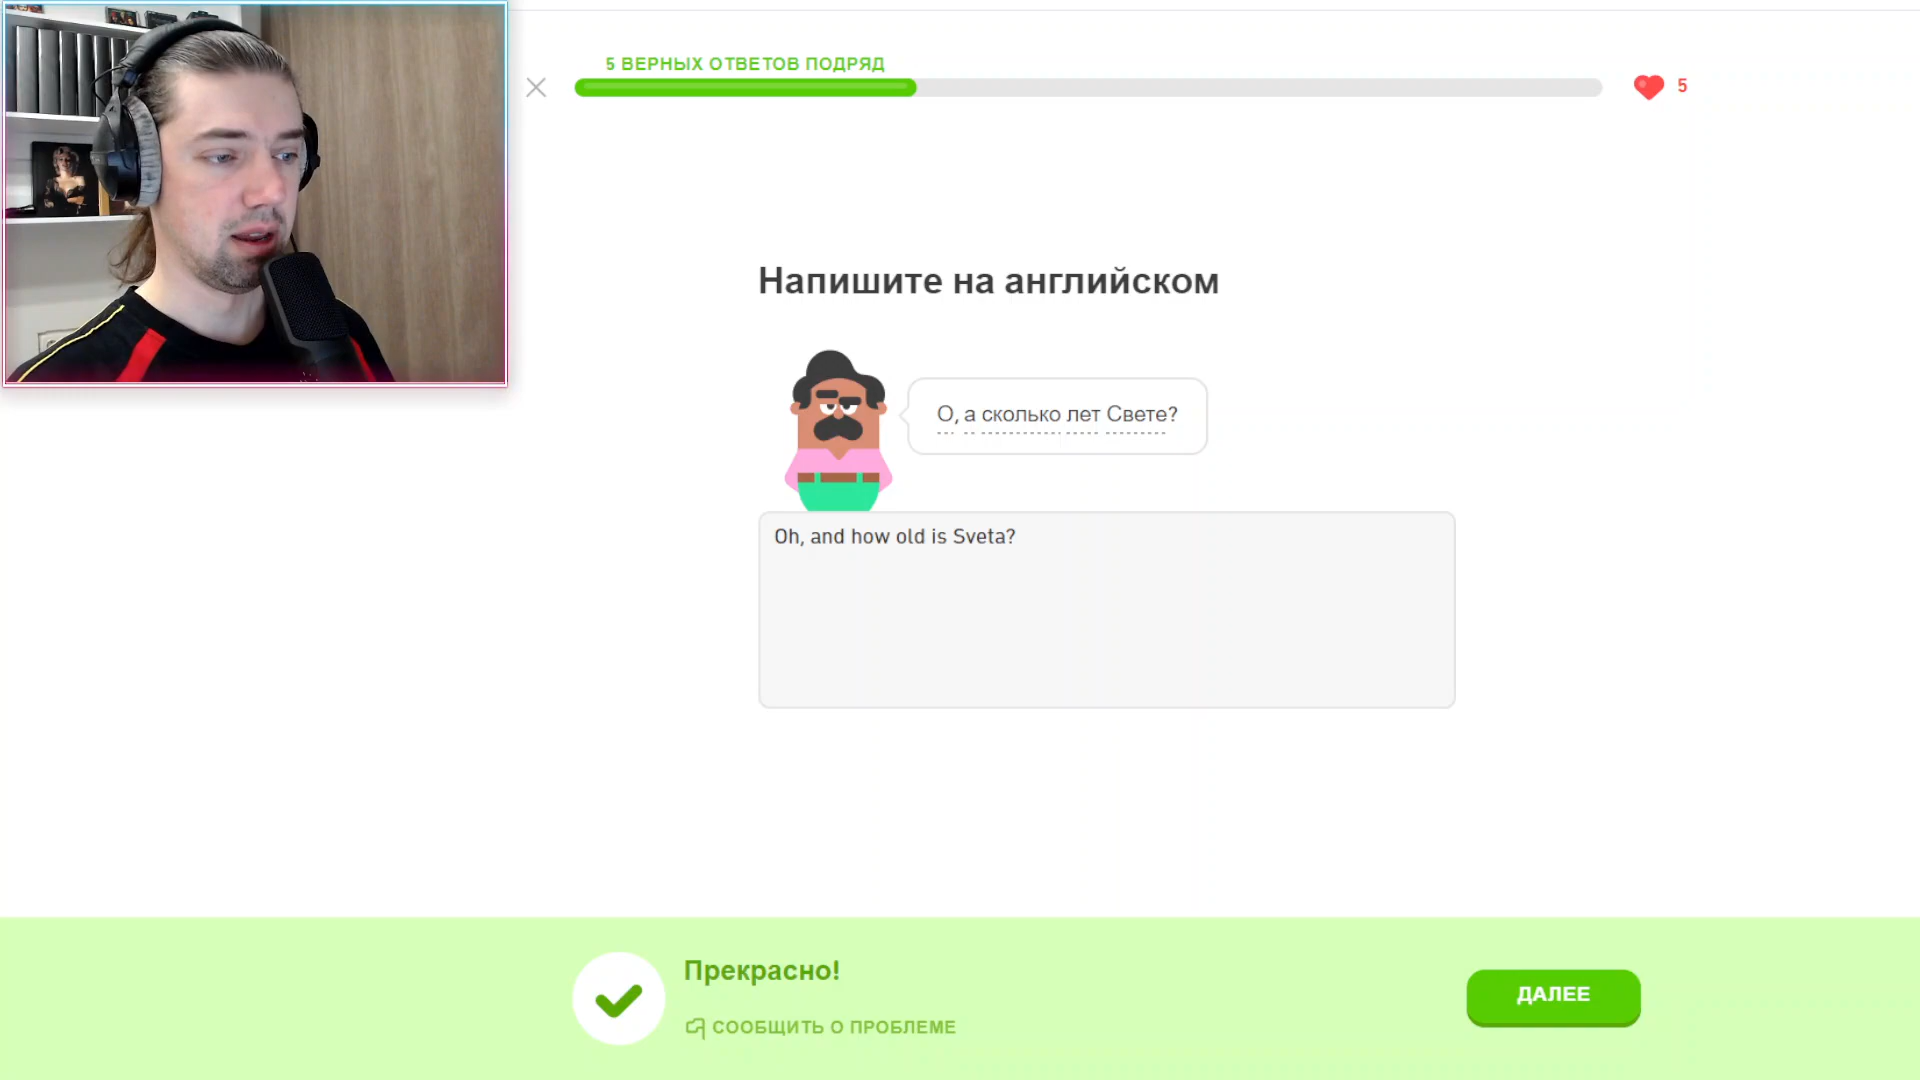 5 ВЕРНЫХ ОТВЕТОВ ПОДРЯД
5
Напишите на английском
О, а сколько лет Свете?
Oh, and how old is Sveta?
Прекрасно!
СООБЩИТЬ О ПРОБЛЕМЕ
ДАЛЕЕ